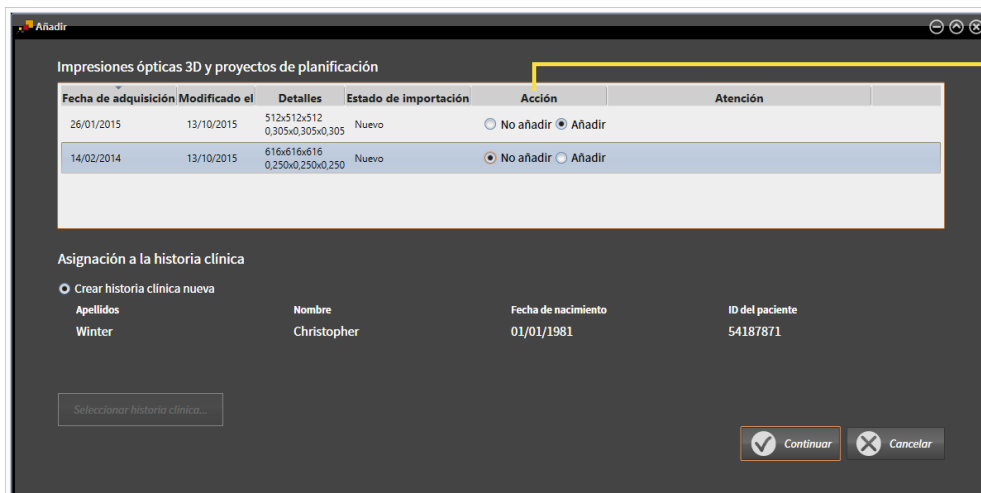 Añadir
Impresiones ópticas 3D y proyectos de planificación
Fecha de adquisición Modificado el Detalles Estado de importación Acción Atención
26/01/2015 13/10/2015 512x512x512 0,305x0,305x0,305 Nuevo No añadir Añadir
14/02/2014 13/10/2015 616x616x616 0,250x0,250x0,250 Nuevo No añadir Añadir
Asignación a la historia clínica
Crear historia clínica nueva
Apellidos Nombre Fecha de nacimiento ID del paciente
Winter Christopher 01/01/1981 54187871
Seleccionar historia clínica...
Continuar Cancelar